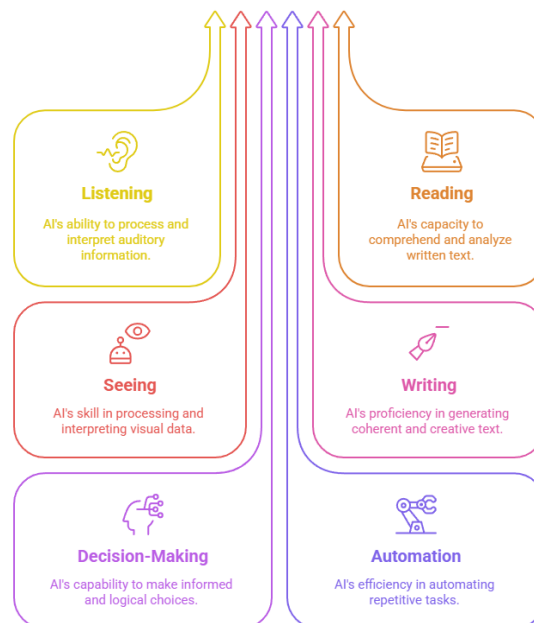 Listening
AI's ability to process and
interpret auditory
information.
Reading
AI's capacity to
comprehend and analyze
written text.
Seeing
AI's skill in processing and
interpreting visual data.
Writing
AI's proficiency in generating
coherent and creative text.
Decision-Making
AI's capability to make informed
and logical choices.
Automation
AI's efficiency in automating
repetitive tasks.